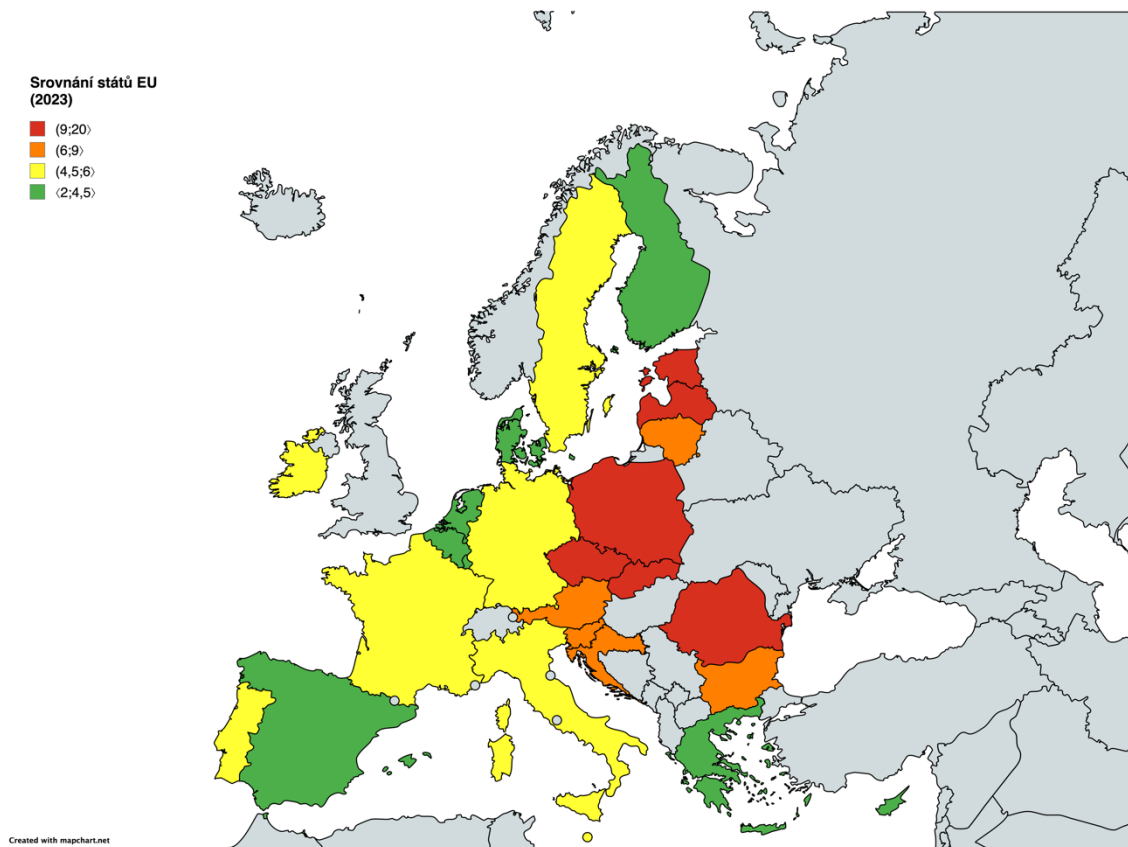 Srovnání států EU
(2023)
(9;20⟩
(6;9⟩
(4,5;6⟩
⟨2;4,5⟩
Created with mapchart.net